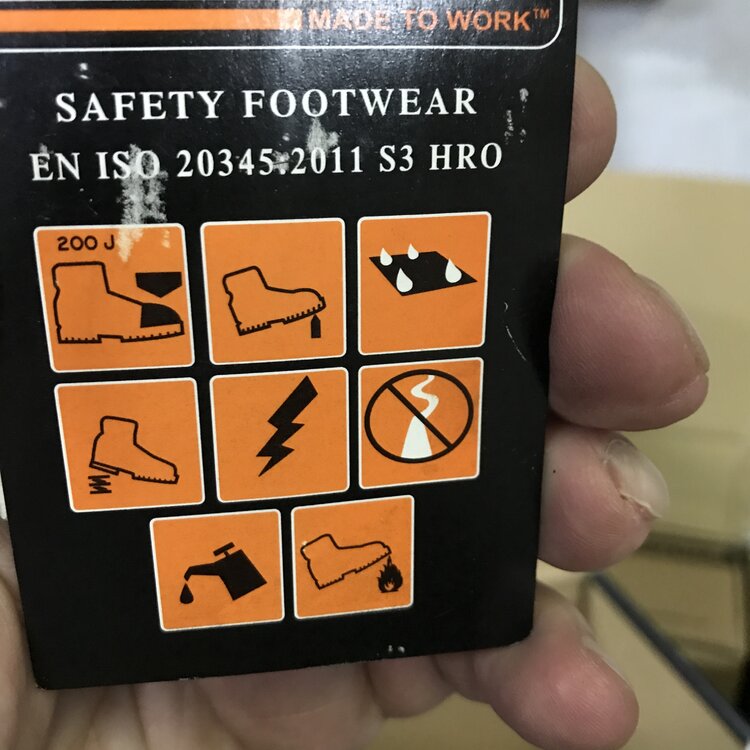 MADE TO WORK™
SAFETY FOOTWEAR
EN ISO 20345:2011 S3 HRO
200 J